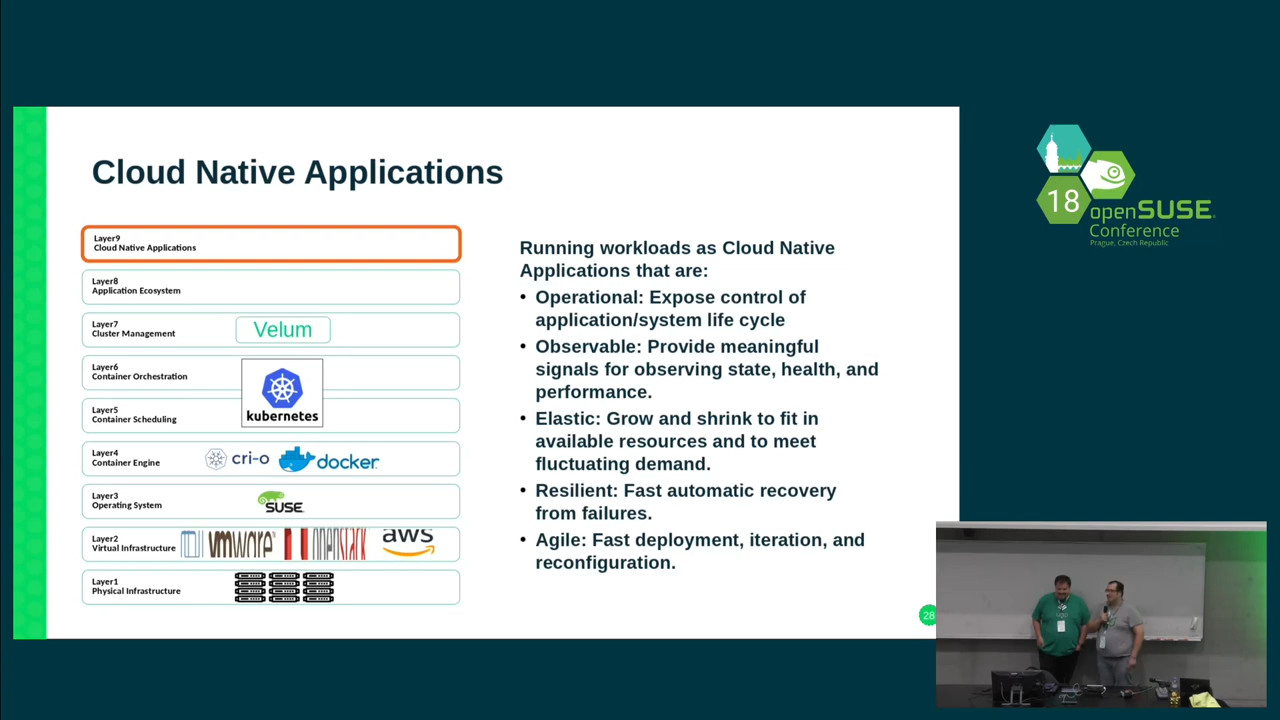 Cloud Native Applications
Layer9
Cloud Native Applications
Layer8
Application Ecosystem
Layer7
Cluster Management
Velum
Layer6
Container Orchestration
kubernetes
Layer5
Container Scheduling
Layer4
Container Engine
cri-o
docker
Layer3
Operating System
SUSE
Layer2
Virtual Infrastructure
vmware
openstack
aws
Layer1
Physical Infrastructure
Running workloads as Cloud Native
Applications that are:
• Operational: Expose control of
application/system life cycle
• Observable: Provide meaningful
signals for observing state, health, and
performance.
• Elastic: Grow and shrink to fit in
available resources and to meet
fluctuating demand.
• Resilient: Fast automatic recovery
from failures.
• Agile: Fast deployment, iteration, and
reconfiguration.
28
18
openSUSE
Conference
Prague, Czech Republic